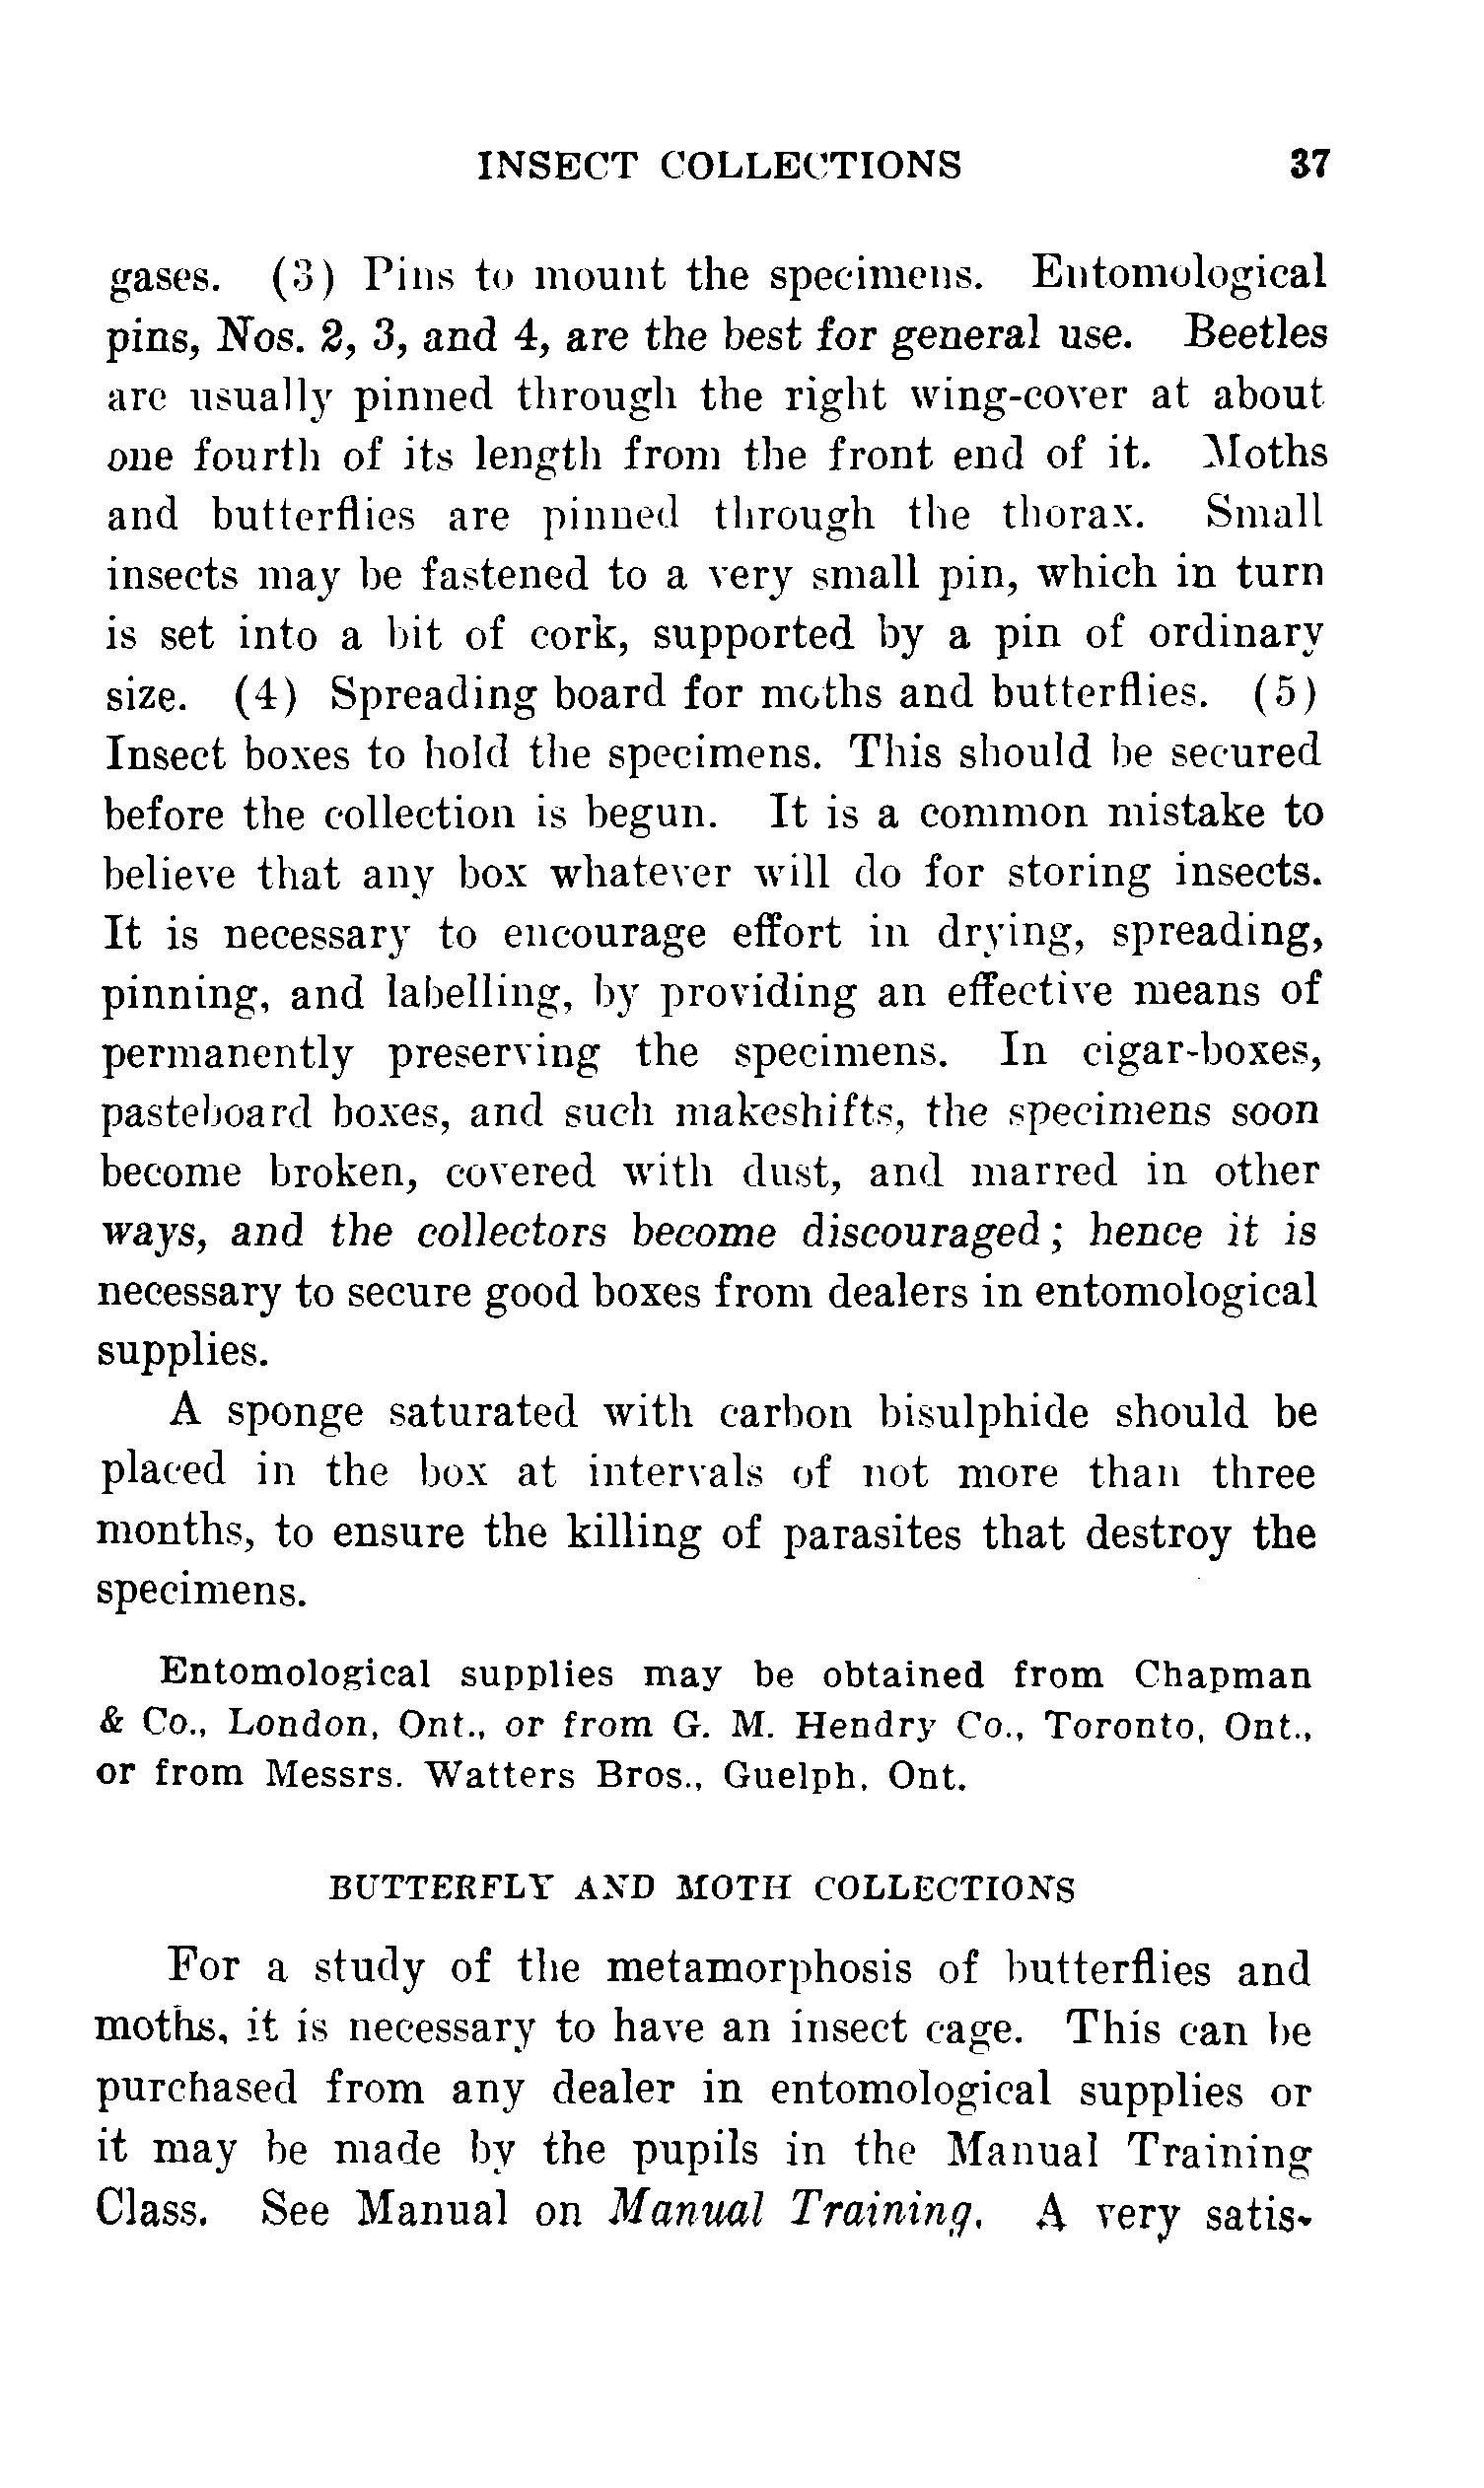 INSECT COLLECTIONS 37
gases. (3) Pins to mount the specimens. Entomological
pins, Nos. 2, 3, and 4, are the best for general use. Beetles
are usually pinned through the right wing-cover at about
one fourth of its length from the front end of it. Moths
and butterflies are pinned through the thorax. Small
insects may be fastened to a very small pin, which in turn
is set into a bit of cork, supported by a pin of ordinary
size. (4) Spreading board for moths and butterflies. (5)
Insect boxes to hold the specimens. This should be secured
before the collection is begun. It is a common mistake to
believe that any box whatever will do for storing insects.
It is necessary to encourage effort in drying, spreading,
pinning, and labelling, by providing an effective means of
permanently preserving the specimens. In cigar-boxes,
pasteboard boxes, and such makeshifts, the specimens soon
become broken, covered with dust, and marred in other
ways, and the collectors become discouraged; hence it is
necessary to secure good boxes from dealers in entomological
supplies.
A sponge saturated with carbon bisulphide should be
placed in the box at intervals of not more than three
months, to ensure the killing of parasites that destroy the
specimens.
Entomological supplies may be obtained from Chapman
& Co., London, Ont., or from G. M. Hendry Co., Toronto, Ont.,
or from Messrs. Watters Bros., Guelph, Ont.
BUTTERFLY AND MOTH COLLECTIONS
For a study of the metamorphosis of butterflies and
moths, it is necessary to have an insect cage. This can be
purchased from any dealer in entomological supplies or
it may be made by the pupils in the Manual Training
Class. See Manual on Manual Training. A very satis-